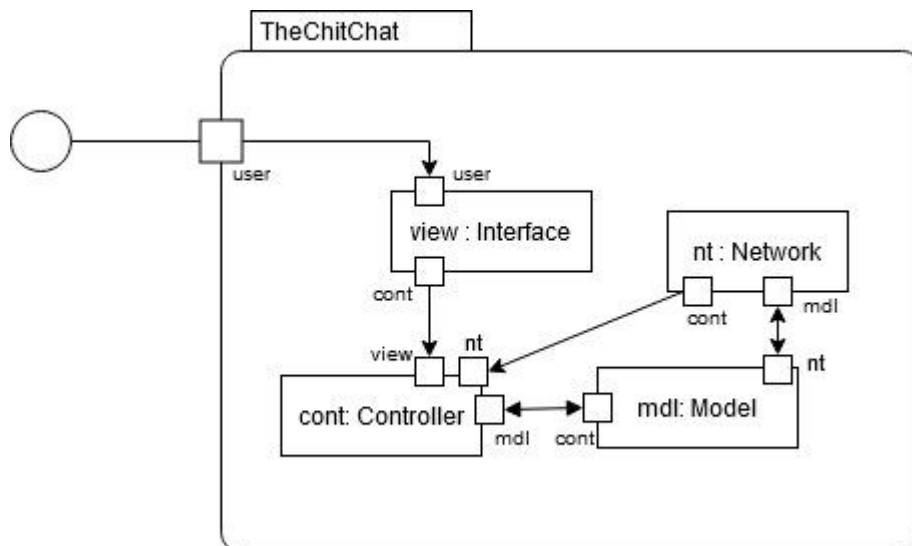 TheChitChat
user
user
view : Interface
nt : Network
cont
cont
mdl
view
nt
nt
cont: Controller
mdl: Model
mdl
cont